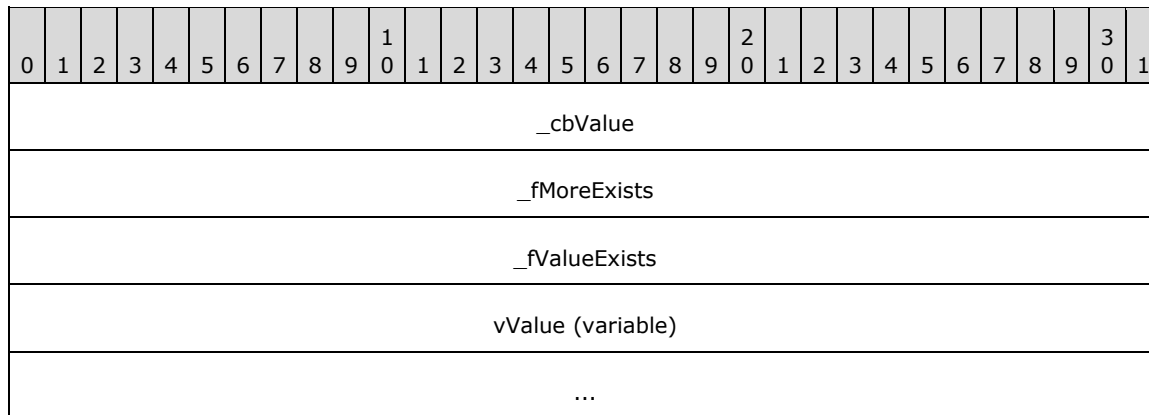 1 2 3
0 1 2 3 4 5 6 7 8 9 0 1 2 3 4 5 6 7 8 9 0 1 2 3 4 5 6 7 8 9 0 1
_cbValue
_fMoreExists
_fValueExists
vValue (variable)
...